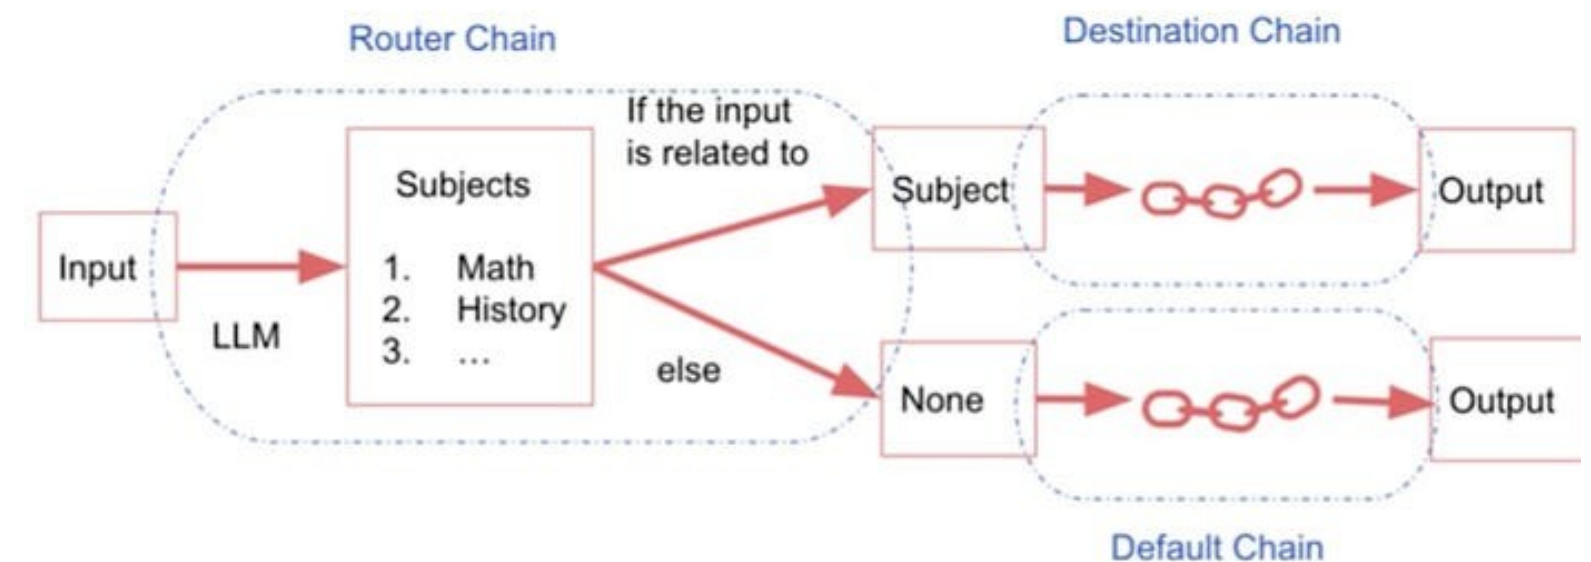 Router Chain
Destination Chain
If the input
is related to
Subjects
Subject
Output
Input
1. Math
2. History
3. ...
LLM
else
None
Output
Default Chain